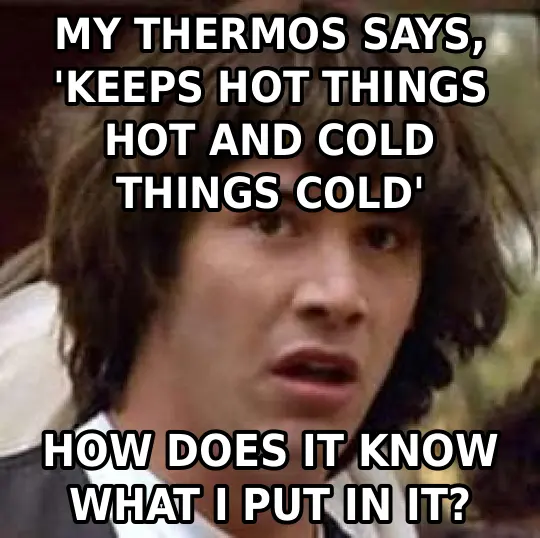 MY THERMOS SAYS,
'KEEPS HOT THINGS
HOT AND COLD
THINGS COLD'
HOW DOES IT KNOW
WHAT I PUT IN IT?